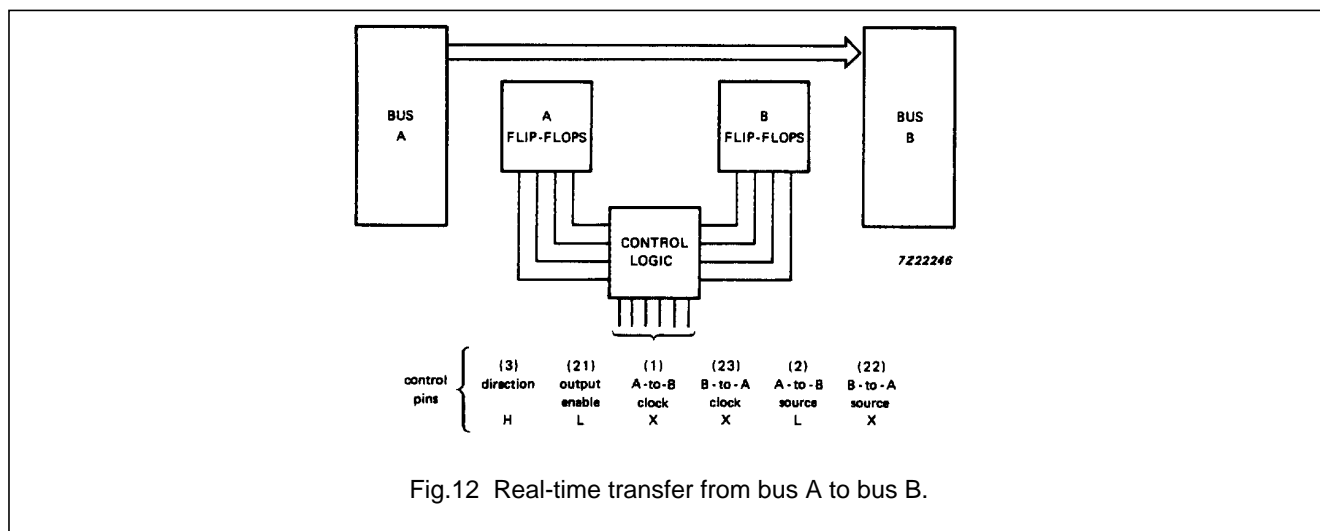 BUS
A
A
FLIP-FLOPS
B
FLIP-FLOPS
BUS
B
CONTROL
LOGIC
7Z22246
control
pins
(3) (21) (1) (23) (2) (22)
direction output A-to-B B-to-A A-to-B B-to-A
enable clock clock source source
H L X X L X
Fig.12 Real-time transfer from bus A to bus B.